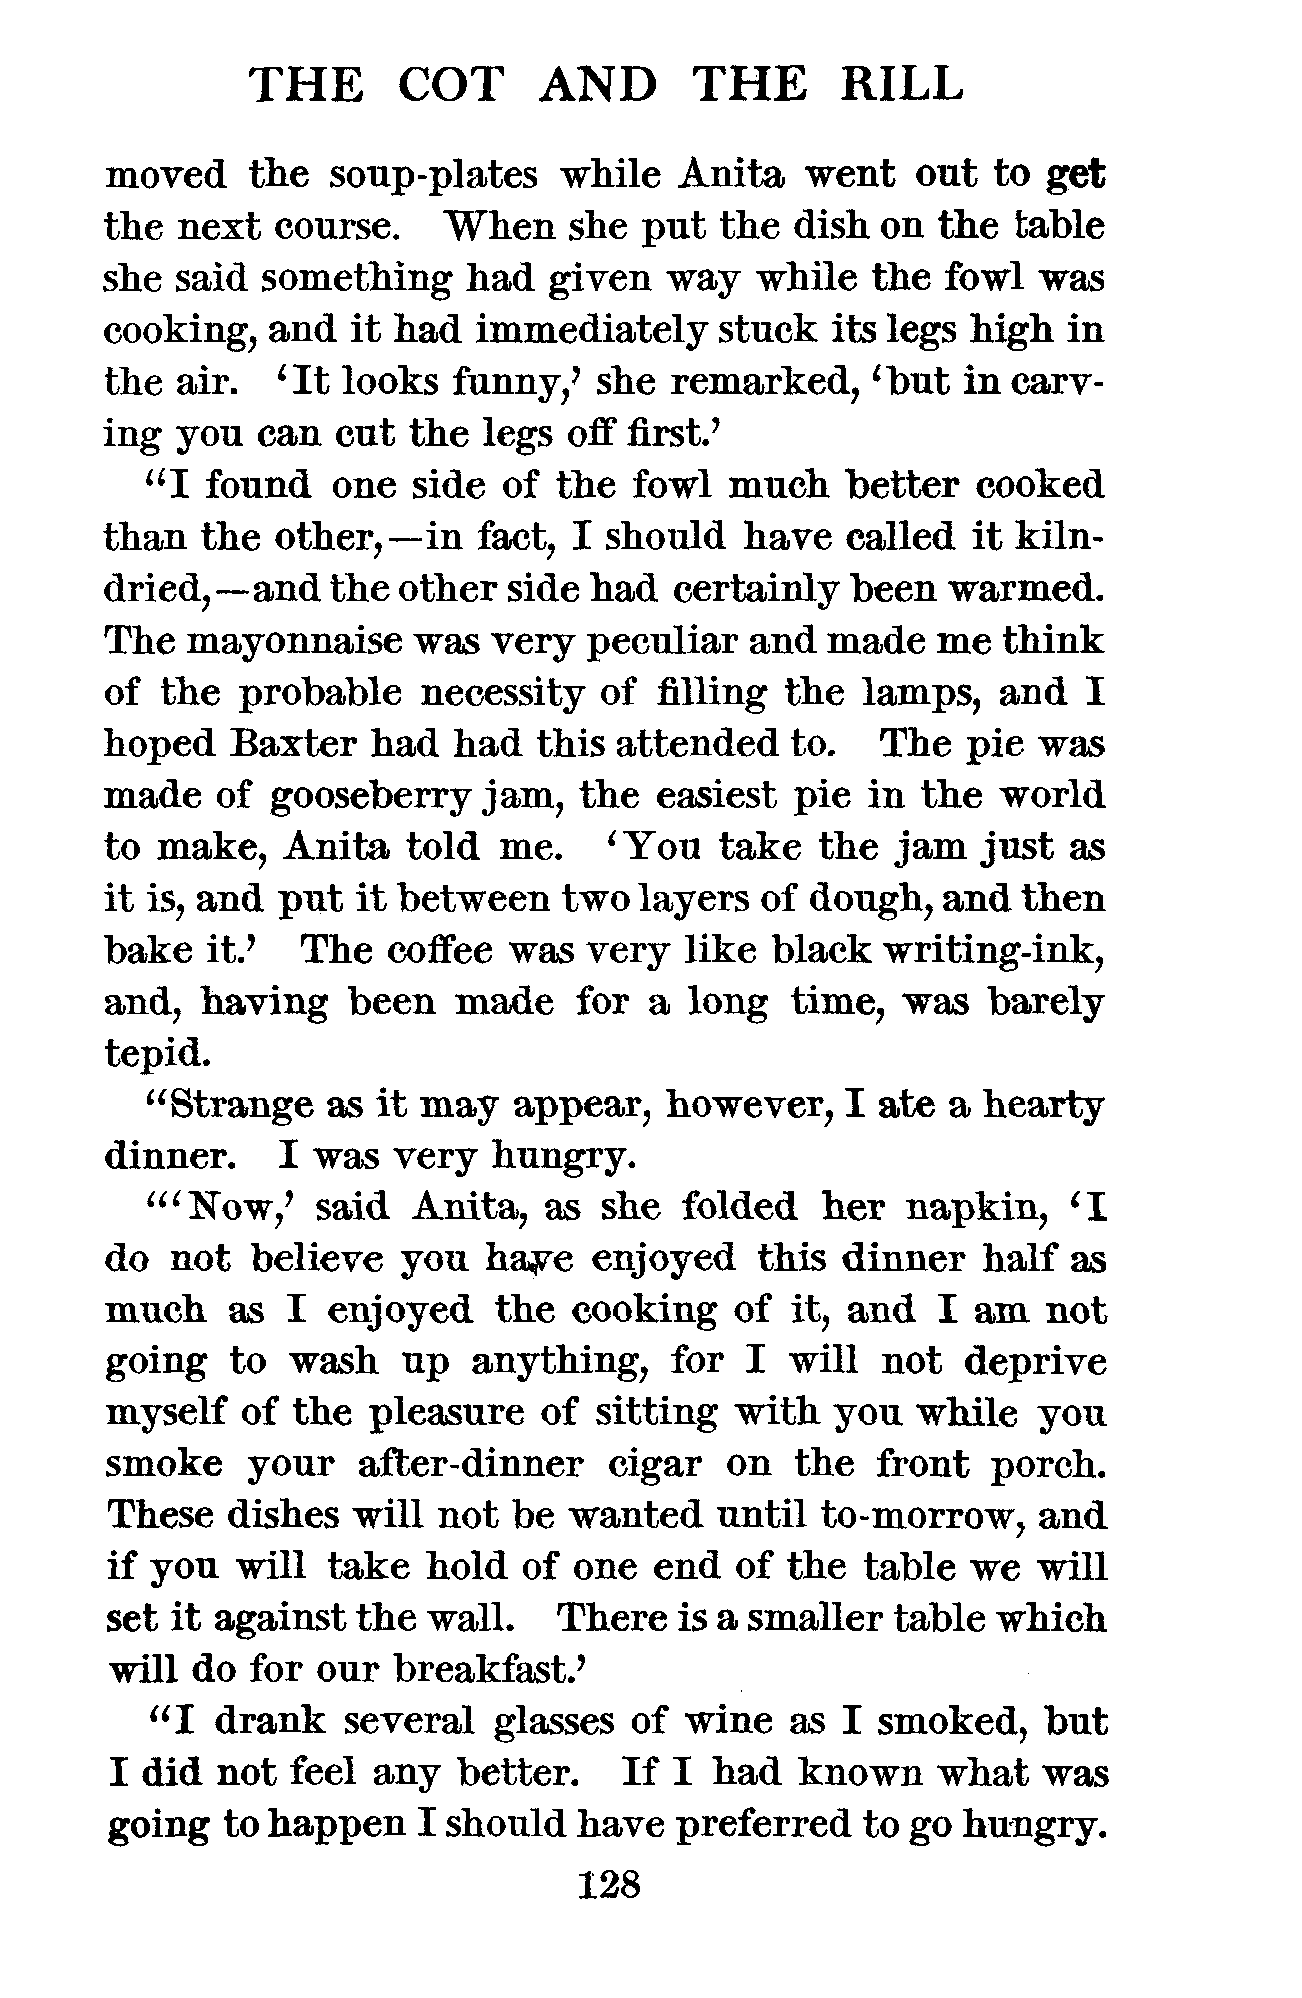 THE COT AND THE RILL
moved the soup-plates while Anita went out to get
the next course. When she put the dish on the table
she said something had given way while the fowl was
cooking, and it had immediately stuck its legs high in
the air. ‘It looks funny,’ she remarked, ‘but in carv-
ing you can cut the legs off first.’
“I found one side of the fowl much better cooked
than the other,—in fact, I should have called it kiln-
dried,—and the other side had certainly been warmed.
The mayonnaise was very peculiar and made me think
of the probable necessity of filling the lamps, and I
hoped Baxter had had this attended to. The pie was
made of gooseberry jam, the easiest pie in the world
to make, Anita told me. ‘You take the jam just as
it is, and put it between two layers of dough, and then
bake it.’ The coffee was very like black writing-ink,
and, having been made for a long time, was barely
tepid.
“Strange as it may appear, however, I ate a hearty
dinner. I was very hungry.
“‘Now,’ said Anita, as she folded her napkin, ‘I
do not believe you have enjoyed this dinner half as
much as I enjoyed the cooking of it, and I am not
going to wash up anything, for I will not deprive
myself of the pleasure of sitting with you while you
smoke your after-dinner cigar on the front porch.
These dishes will not be wanted until to-morrow, and
if you will take hold of one end of the table we will
set it against the wall. There is a smaller table which
will do for our breakfast.’
“I drank several glasses of wine as I smoked, but
I did not feel any better. If I had known what was
going to happen I should have preferred to go hungry.
128